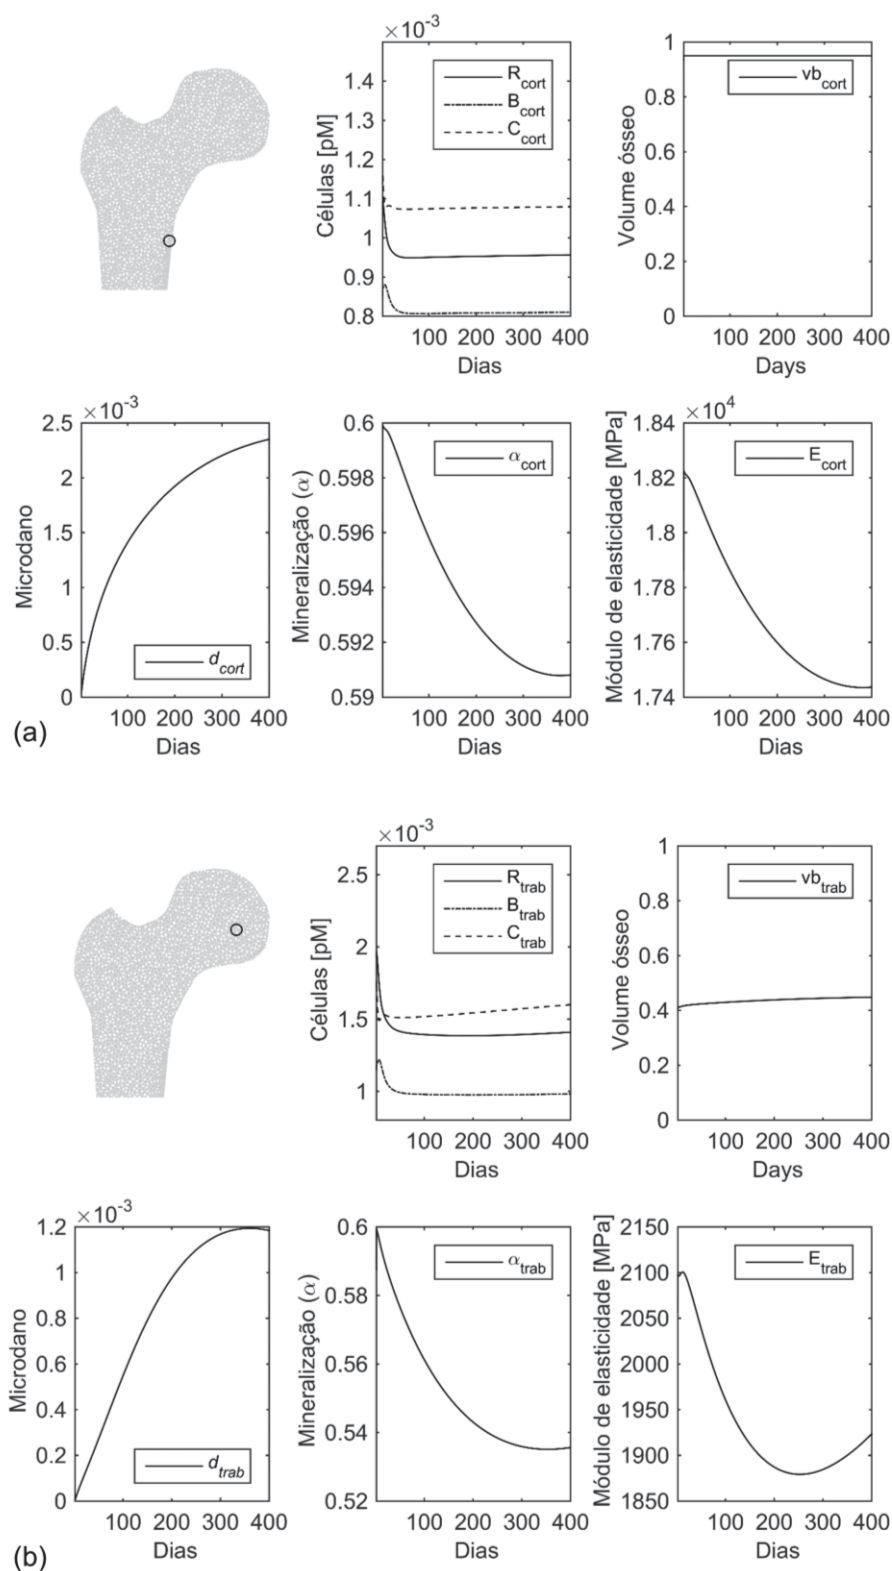 ×10⁻³
1.4
1.3
1.2
1.1
1
0.9
0.8
Células [pM]
R_cort
B_cort
C_cort
100 200 300 400
Dias
1
0.8
0.6
0.4
0.2
0
Volume ósseo
vb_cort
100 200 300 400
Days
×10⁻³
2.5
2
1.5
1
0.5
0
Microdano
d_cort
100 200 300 400
Dias
0.6
0.598
0.596
0.594
0.592
0.59
Mineralização (α)
α_cort
100 200 300 400
Dias
×10⁴
1.84
1.82
1.8
1.78
1.76
1.74
Módulo de elasticidade [MPa]
E_cort
100 200 300 400
Dias
(a)
×10⁻³
2.5
2
1.5
1
Células [pM]
R_trab
B_trab
C_trab
100 200 300 400
Dias
1
0.8
0.6
0.4
0.2
0
Volume ósseo
vb_trab
100 200 300 400
Days
×10⁻³
1.2
1
0.8
0.6
0.4
0.2
0
Microdano
d_trab
100 200 300 400
Dias
0.6
0.58
0.56
0.54
0.52
Mineralização (α)
α_trab
100 200 300 400
Dias
2150
2100
2050
2000
1950
1900
1850
Módulo de elasticidade [MPa]
E_trab
100 200 300 400
Dias
(b)